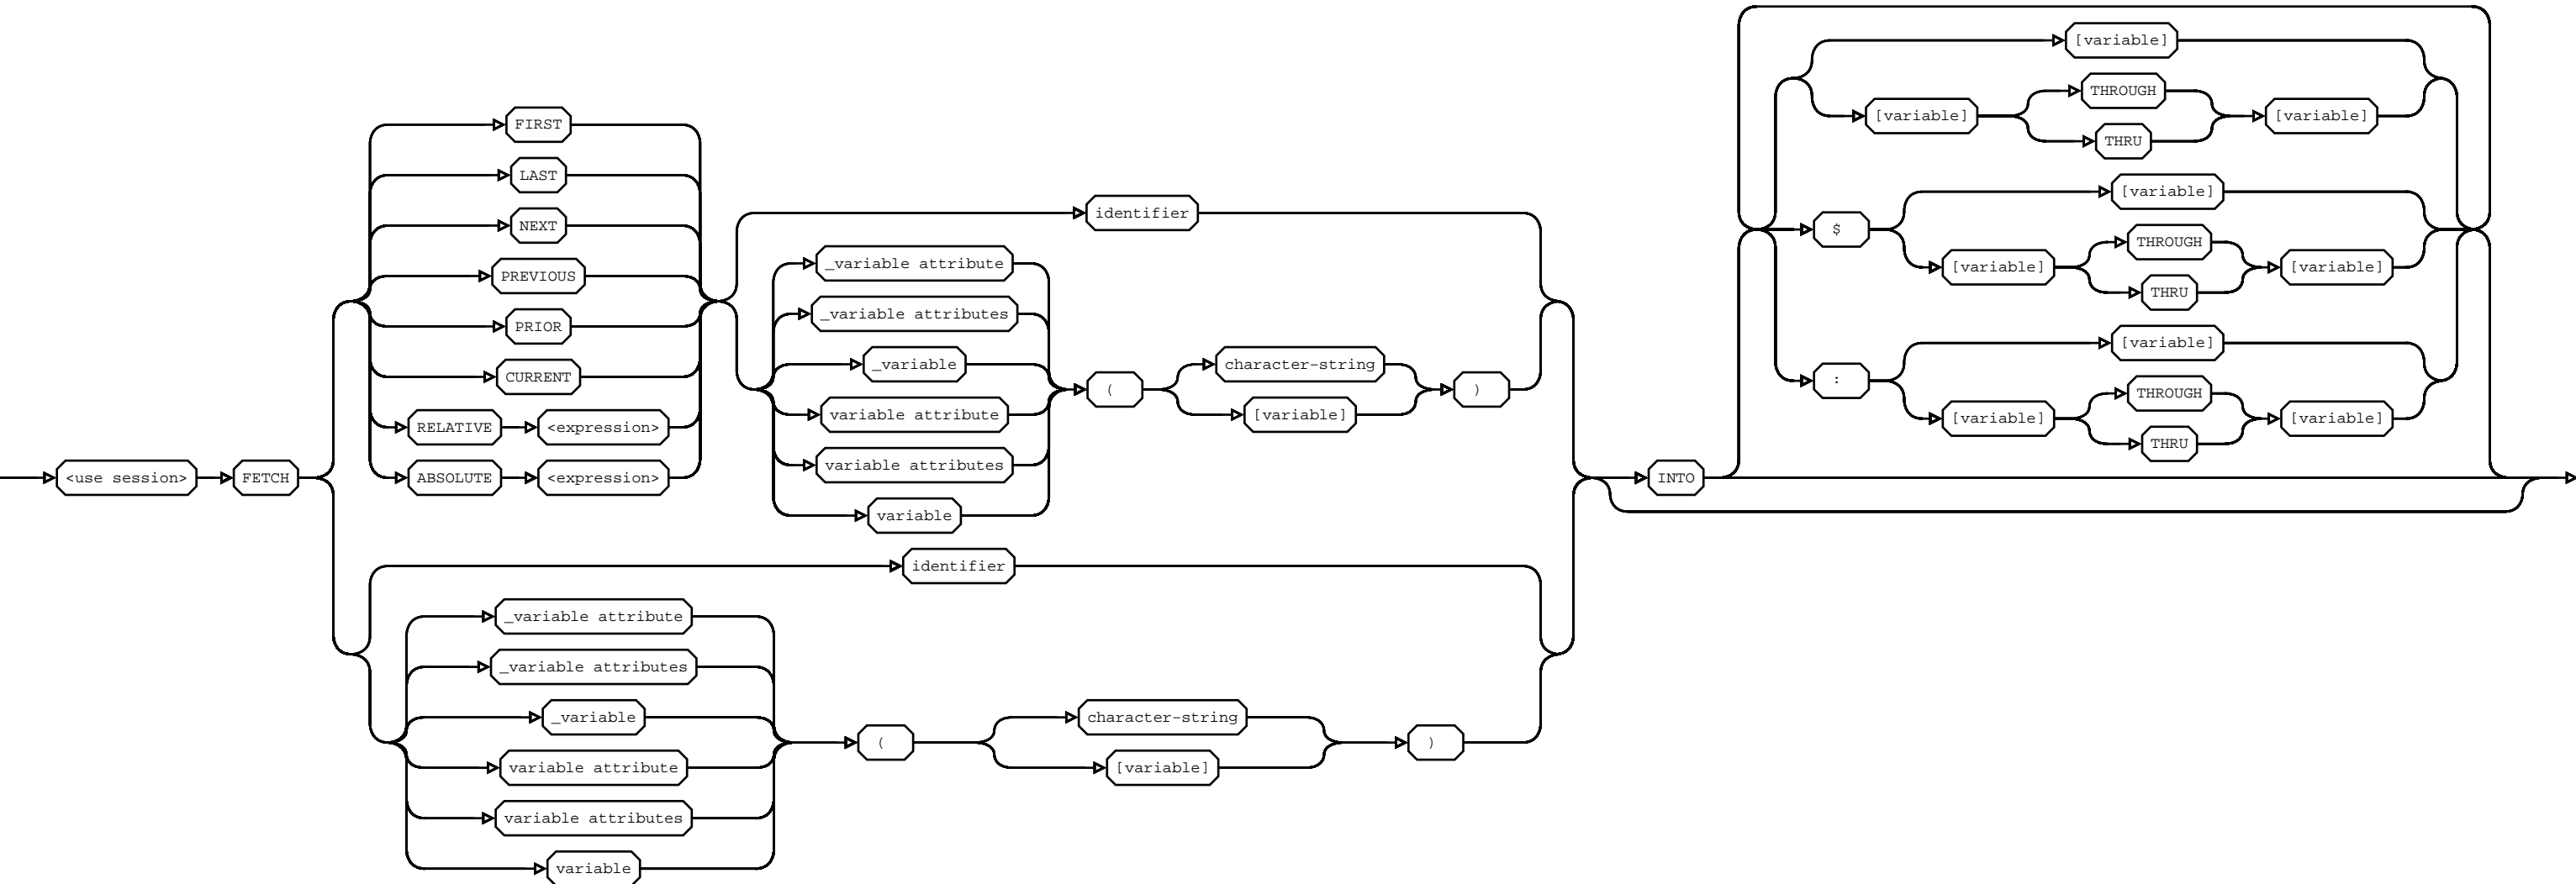 [variable]
THROUGH
[variable] [variable]
THRU
FIRST
LAST
[variable]
identifier
NEXT
$
THROUGH
_variable attribute
[variable] [variable]
PREVIOUS
THRU
_variable attributes
PRIOR
[variable]
_variable
character-string
CURRENT
:
( )
THROUGH
variable attribute
[variable]
[variable] [variable]
RELATIVE <expression>
THRU
variable attributes
<use session> FETCH
ABSOLUTE <expression>
INTO
variable
identifier
_variable attribute
_variable attributes
_variable
character-string
( )
variable attribute
[variable]
variable attributes
variable